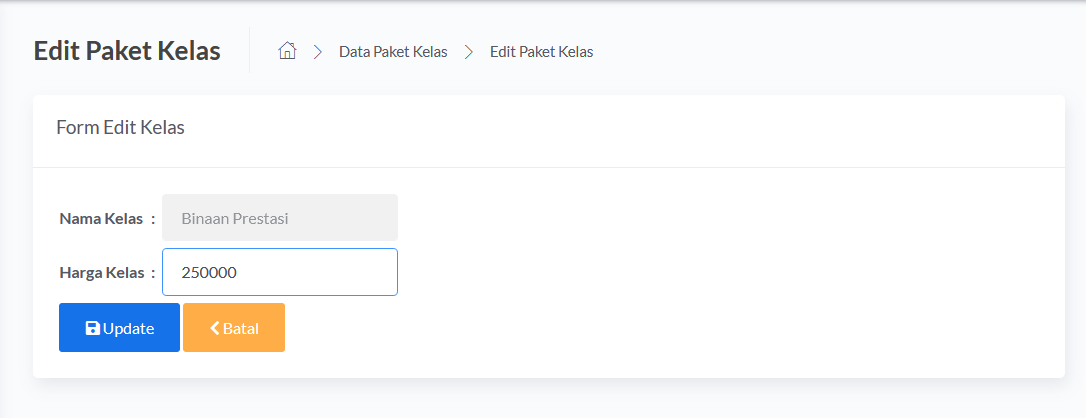 Edit Paket Kelas
Data Paket Kelas
Edit Paket Kelas
Form Edit Kelas
Nama Kelas : Binaan Prestasi
Harga Kelas : 250000
Update Batal